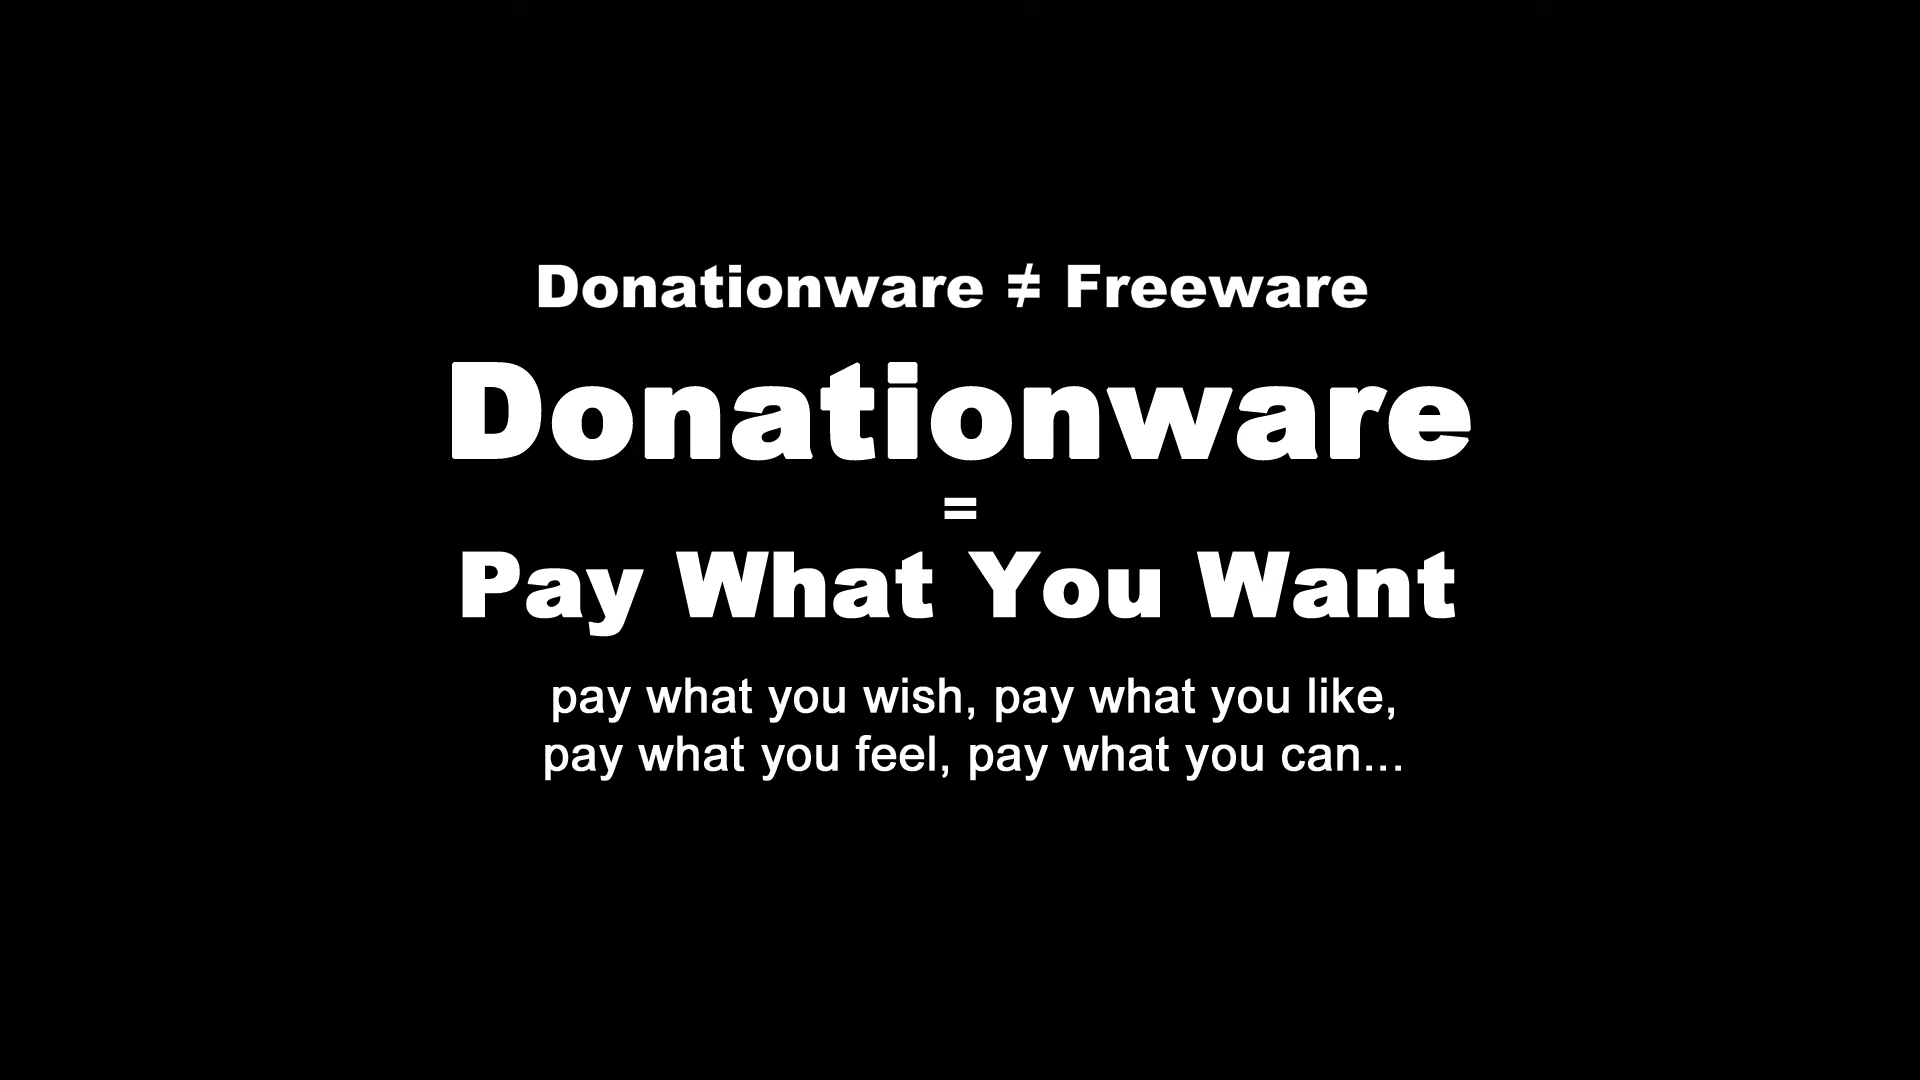 Donationware ≠ Freeware
Donationware
=
Pay What You Want
pay what you wish, pay what you like,
pay what you feel, pay what you can...